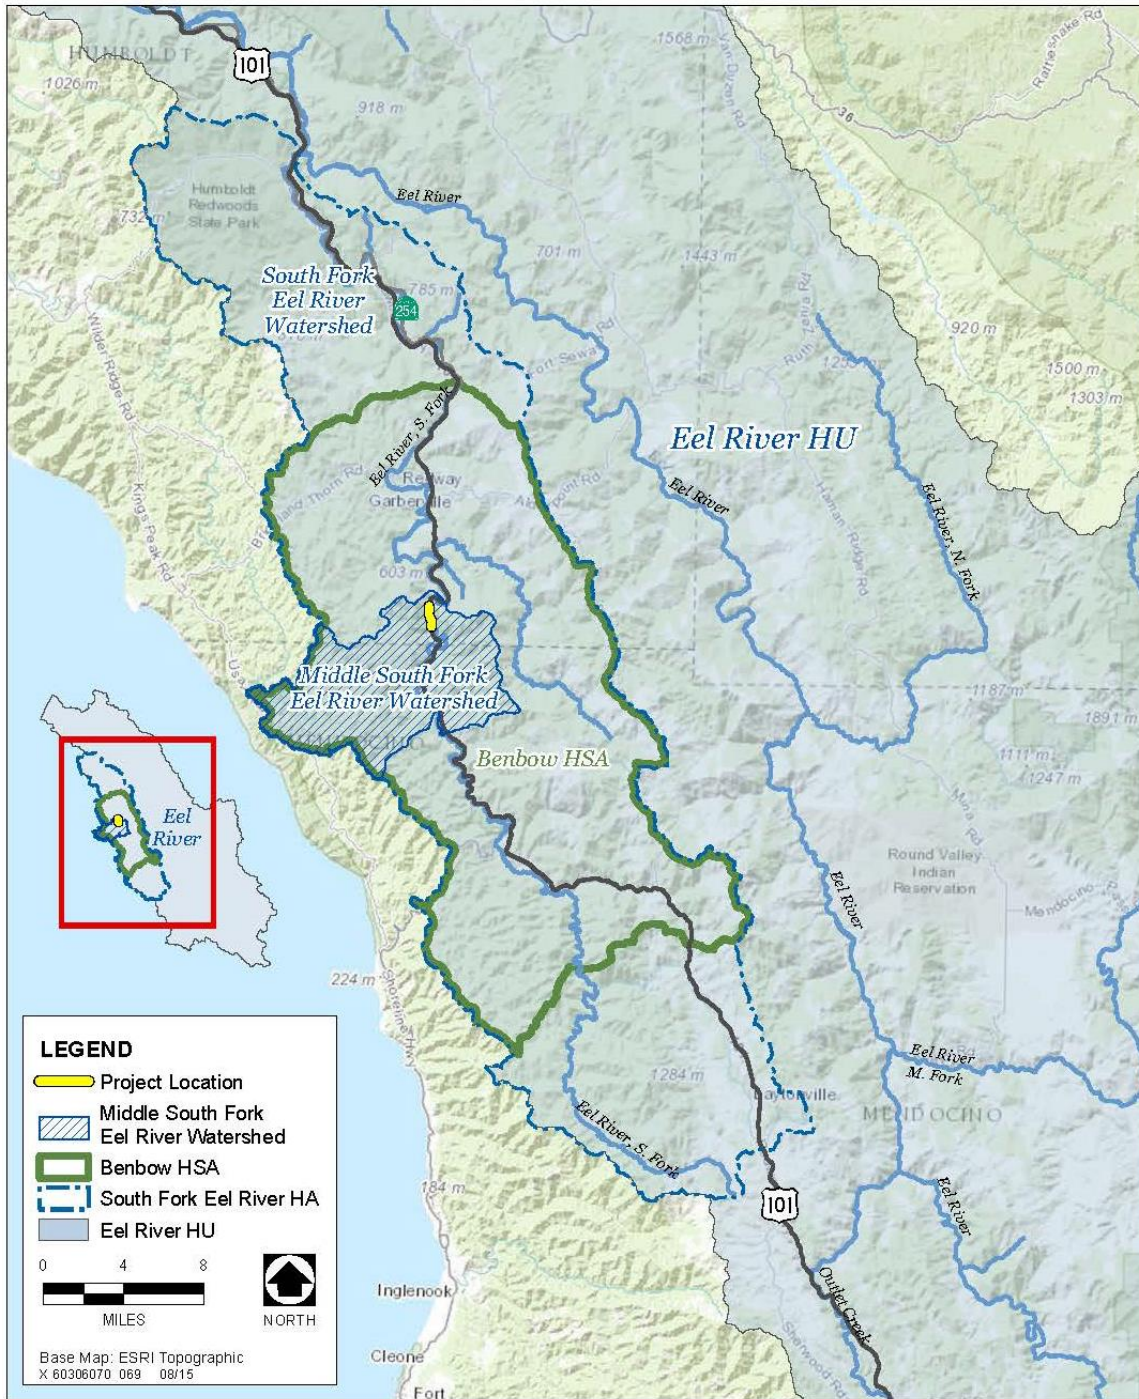 HUMBOLDT
1026 m
101
1568 m
Van Duzen Rd
Rattlesnake Rd
36
918 m
Humboldt
Redwoods
State Park
732 m
Eel River
701 m
1443 m
South Fork
Eel River
Watershed
785 m
254
Wilder Ridge Rd
920 m
1500 m
1303 m
Eel River HU
Eel River, S. Fork
Redway
Garberville
Kings Peak Rd
Eel River
Eel River, N. Fork
603 m
Middle South Fork
Eel River Watershed
1187 m
1891 m
1111 m
1247 m
Benbow HSA
Mina Rd
Eel
River
Round Valley
Indian
Reservation
Eel River
224 m
Shoreline Hwy
Eel River
M. Fork
1284 m
Laytonville
MENDOCINO
Eel River, S. Fork
184 m
101
Eel River
Inglenook
Outlet Creek
Sherwood Rd
Cleone
Fort
LEGEND
Project Location
Middle South Fork
Eel River Watershed
Benbow HSA
South Fork Eel River HA
Eel River HU
0 4 8
MILES
NORTH
Base Map: ESRI Topographic
X 60306070 069 08/15